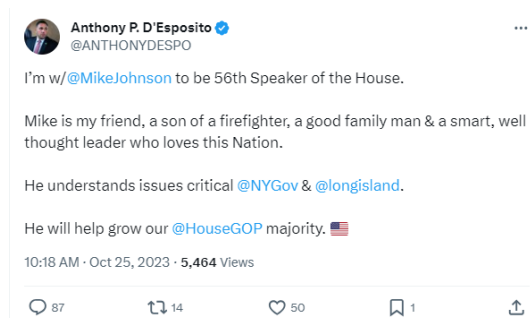 Anthony P. D'Esposito
@ANTHONYDESPO
I'm w/@MikeJohnson to be 56th Speaker of the House.
Mike is my friend, a son of a firefighter, a good family man & a smart, well
thought leader who loves this Nation.
He understands issues critical @NYGov & @longisland.
He will help grow our @HouseGOP majority. 🇺🇸
10:18 AM · Oct 25, 2023 · 5,464 Views
87 14 50 1